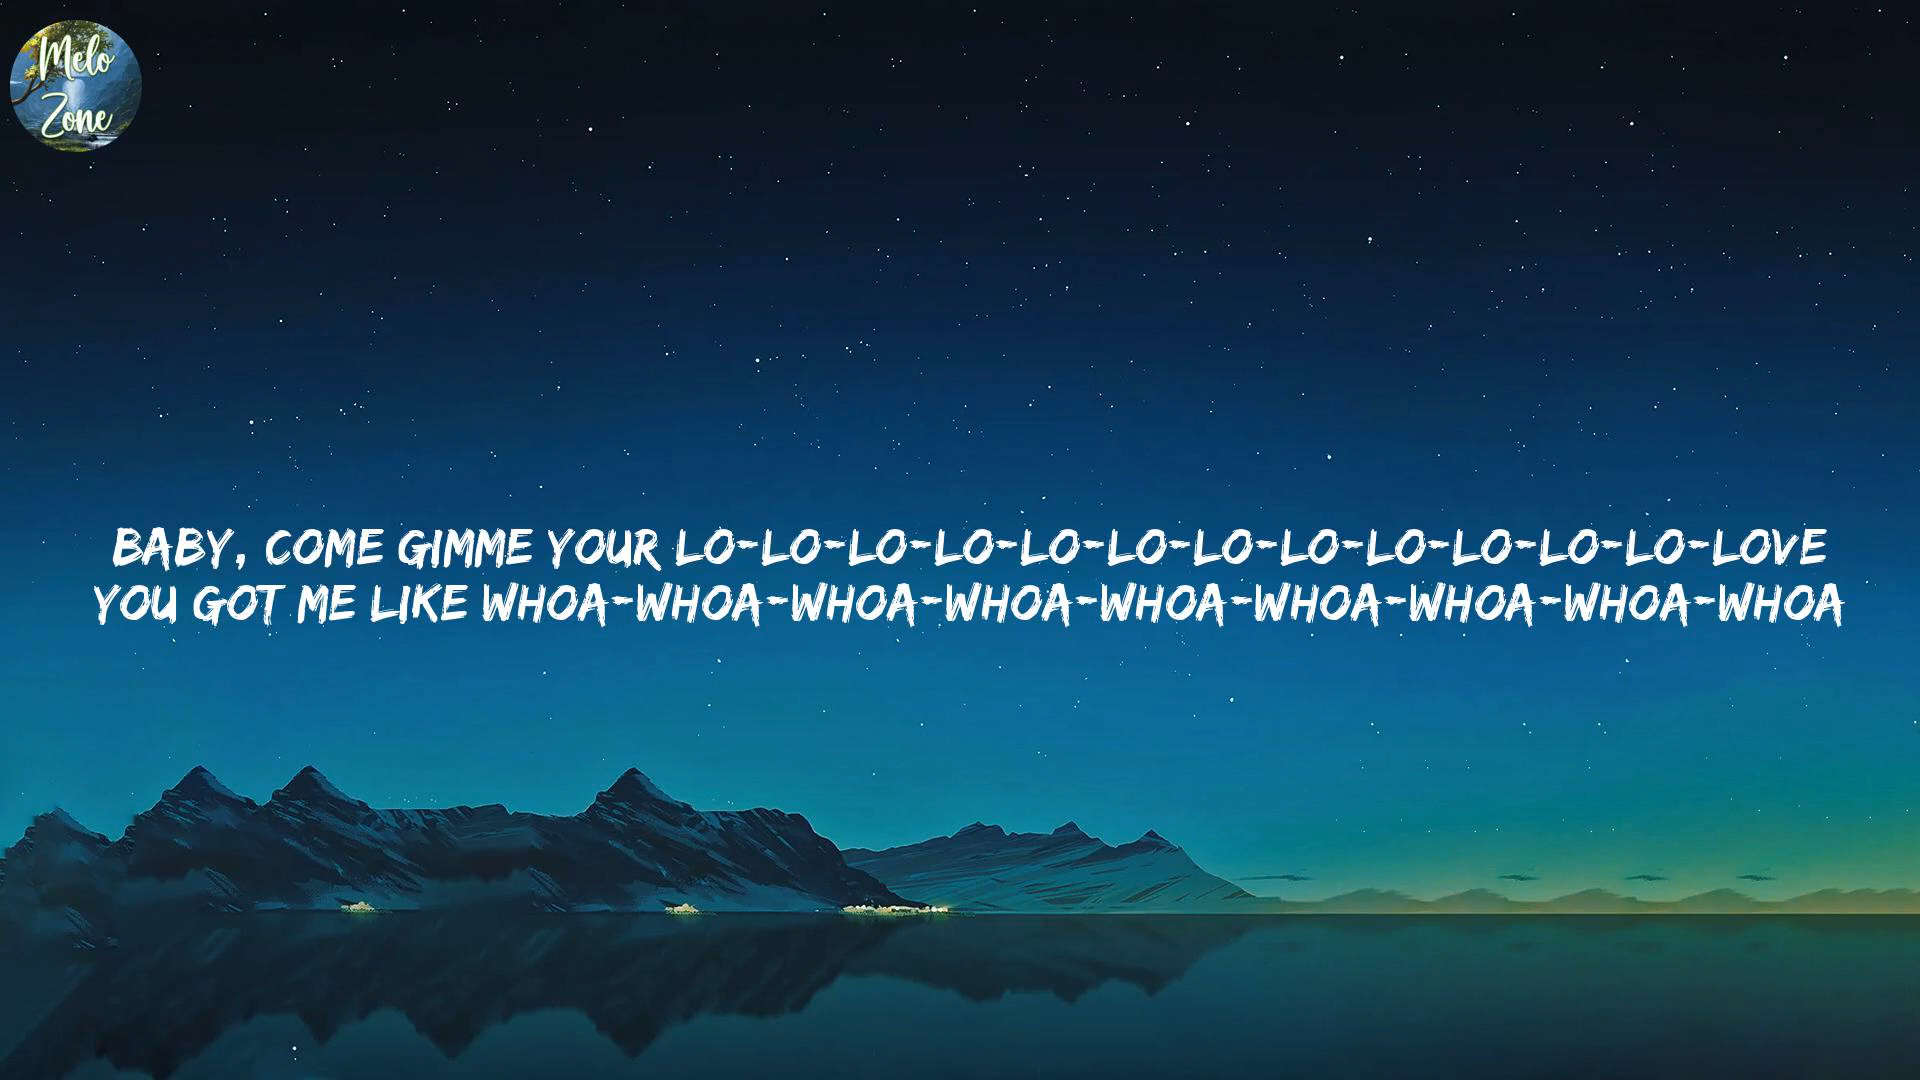 Melo
Zone
BABY, COME GIMME YOUR LO-LO-LO-LO-LO-LO-LO-LO-LO-LO-LO-LO-LOVE
YOU GOT ME LIKE WHOA-WHOA-WHOA-WHOA-WHOA-WHOA-WHOA-WHOA-WHOA